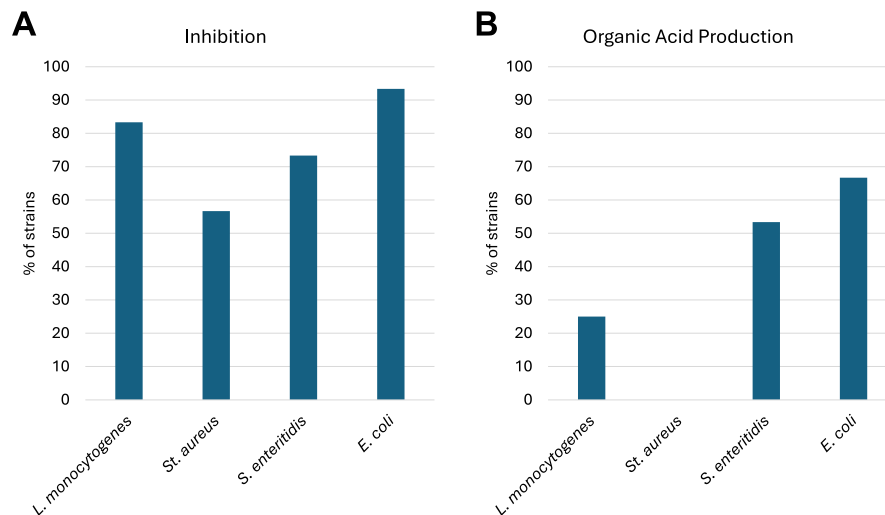 A
Inhibition
100
90
80
70
60
50
40
30
20
10
0
% of strains
L. monocytogenes
St. aureus
S. enteritidis
E. coli
B
Organic Acid Production
100
90
80
70
60
50
40
30
20
10
0
% of strains
L. monocytogenes
St. aureus
S. enteritidis
E. coli